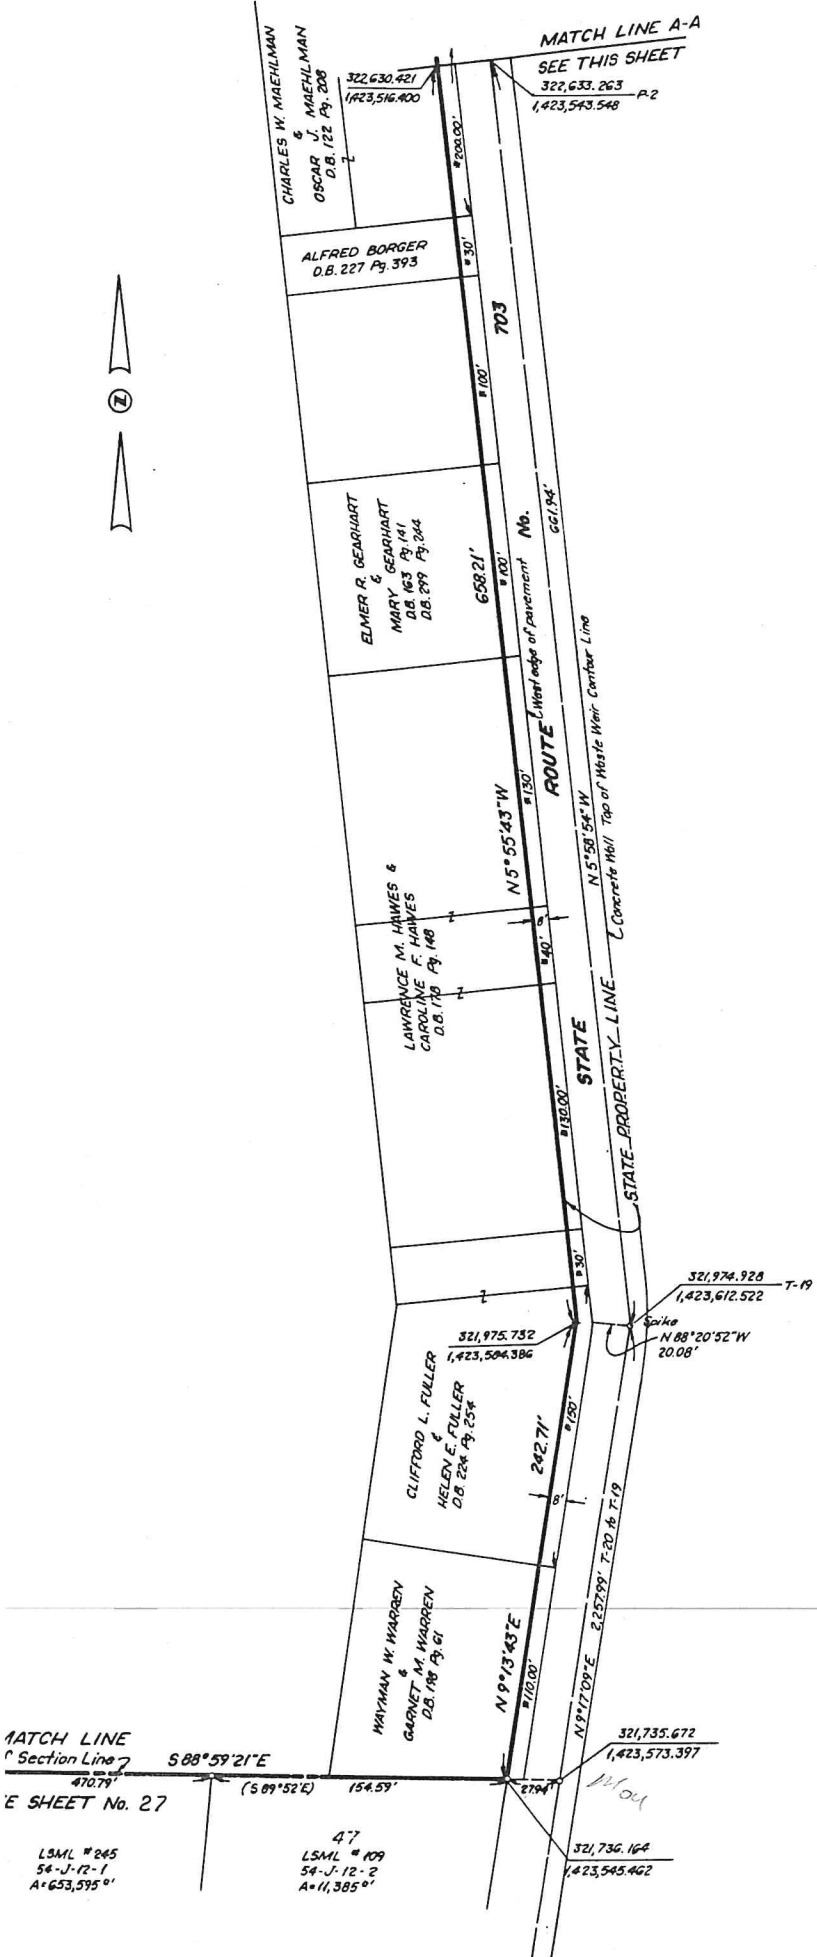 MATCH LINE A-A
SEE THIS SHEET
322,630.421
1,423,516.400
322,633.263
1,423,543.548
P-2
CHARLES W. MAEHLMAN
&
OSCAR J. MAEHLMAN
D.B. 122 Pg. 208
Z
#200.00'
ALFRED BORGER
D.B. 227 Pg. 393
#30'
703
#100'
ELMER R. GEARHART
&
MARY GEARHART
D.B. 163 Pg. 141
D.B. 299 Pg. 244
658.21'
#100'
No.
661.94'
West edge of pavement
ROUTE
#130'
N 5°55'43"W
N 5°58'54"W
Concrete Wall Top of Waste Weir Contour Line
LAWRENCE M. HAWES &
CAROLINE F. HAWES
D.B. 178 Pg. 148
Z
Z
8'
#40'
STATE
#130.00'
STATE PROPERTY LINE
#30'
Z
321,974.928
1,423,612.522
T-19
Spike
N 88°20'52"W
20.08'
321,975.732
1,423,584.386
CLIFFORD L. FULLER
&
HELEN E. FULLER
D.B. 224 Pg. 254
242.71'
#150'
8'
2,257.99' T-20 to T-19
N 9°17'09"E
WAYMAN W. WARREN
&
GARNET M. WARREN
D.B. 198 Pg. 61
N 9°13'43"E
#110.00'
321,735.672
1,423,573.397
27.94'
321,736.164
1,423,545.462
MATCH LINE
Section Line
470.79'
SHEET No. 27
S 88°59'21"E
(S 89°52'E)
154.59'
LSML #245
54-J-12-1
A=653,595□'
47
LSML #109
54-J-12-2
A=11,385□'